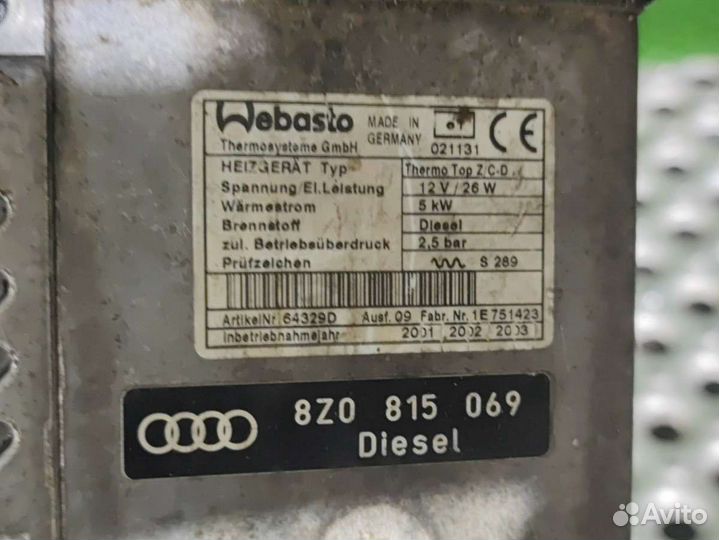 Webasto
Thermosysteme GmbH
MADE IN
GERMANY
e1
021131
CE
HEIZGERÄT Typ Thermo Top Z/C-D
Spannung/El.Leistung 12 V / 26 W
Wärmestrom 5 kW
Brennstoff Diesel
zul. Betriebsüberdruck 2,5 bar
Prüfzeichen S 289
ArtikelNr 64329D Ausf. 09 Fabr. Nr. 1E751423
Inbetriebnahmejahr 2001 2002 2003
8Z0 815 069
Diesel
Avito